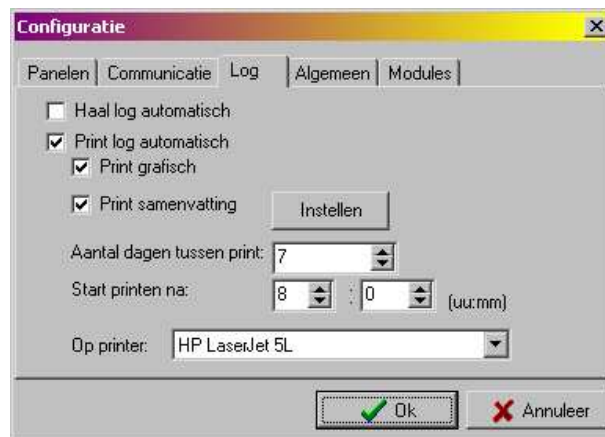 Configuratie
Panelen Communicatie Log Algemeen Modules
Haal log automatisch
Print log automatisch
Print grafisch
Print samenvatting Instellen
Aantal dagen tussen print: 7
Start printen na: 8 : 0 (uu:mm)
Op printer: HP LaserJet 5L
Ok Annuleer